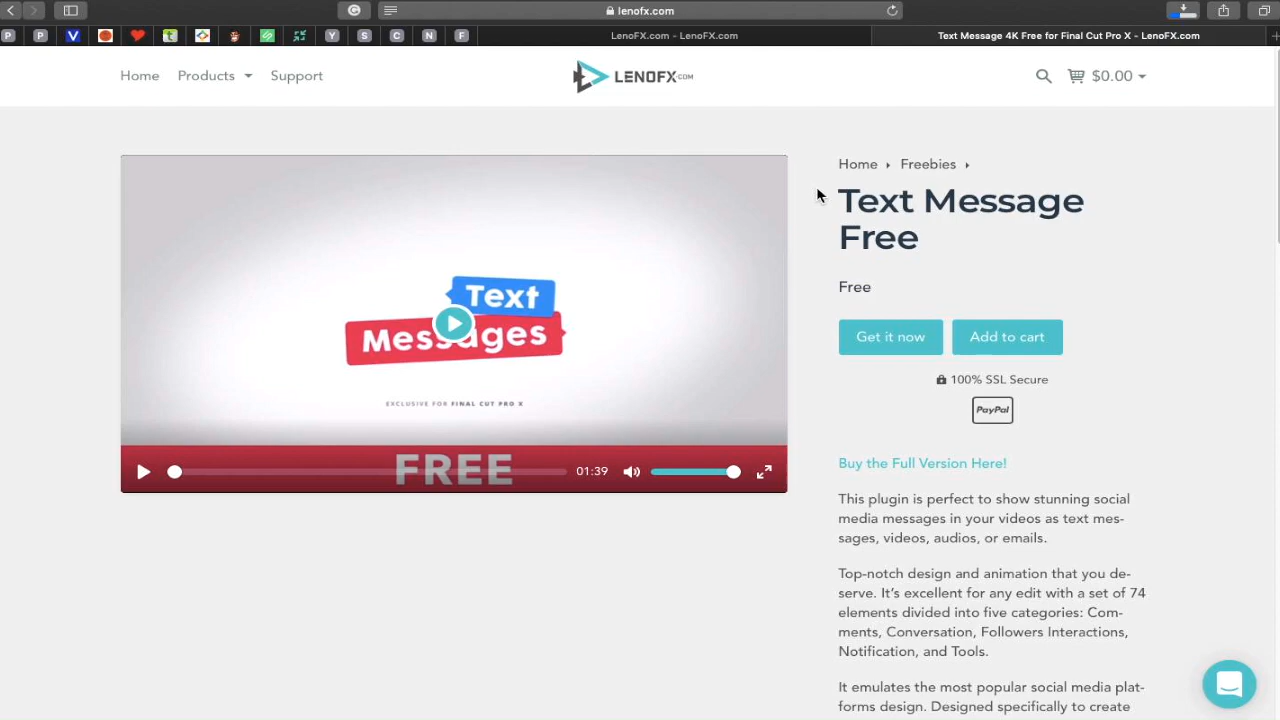 lenofx.com
P
P
V
Y
S
C
N
F
LenoFX.com - LenoFX.com
Text Message 4K Free for Final Cut Pro X - LenoFX.com
Home
Products
Support
LENOFX.COM
$0.00
Home
Freebies
Text Message
Free
Free
Get it now
Add to cart
100% SSL Secure
PayPal
Text
Messages
EXCLUSIVE FOR FINAL CUT PRO X
FREE
01:39
Buy the Full Version Here!
This plugin is perfect to show stunning social
media messages in your videos as text mes-
sages, videos, audios, or emails.
Top-notch design and animation that you de-
serve. It’s excellent for any edit with a set of 74
elements divided into five categories: Com-
ments, Conversation, Followers Interactions,
Notification, and Tools.
It emulates the most popular social media plat-
forms design. Designed specifically to create